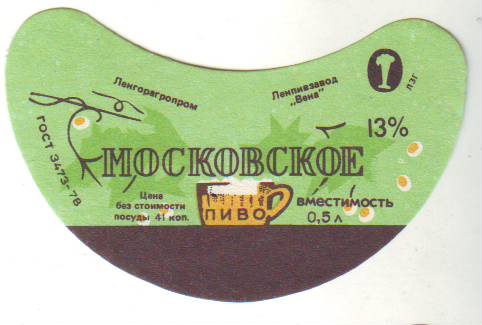 Ленгорагропром
Ленпивзавод
„Вена"
ЛЗГ
ГОСТ 3473-78
13%
МОСКОВСКОЕ
Цена
без стоимости
посуды 41 коп.
ПИВО
вместимость
0,5 л